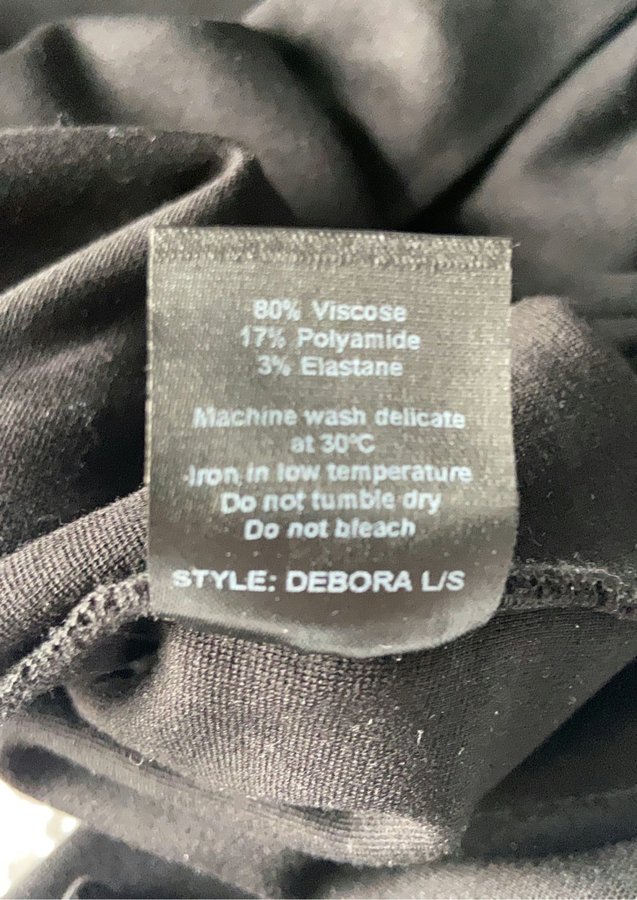 80% Viscose
17% Polyamide
3% Elastane
Machine wash delicate
at 30°C
Iron in low temperature
Do not tumble dry
Do not bleach
STYLE: DEBORA L/S